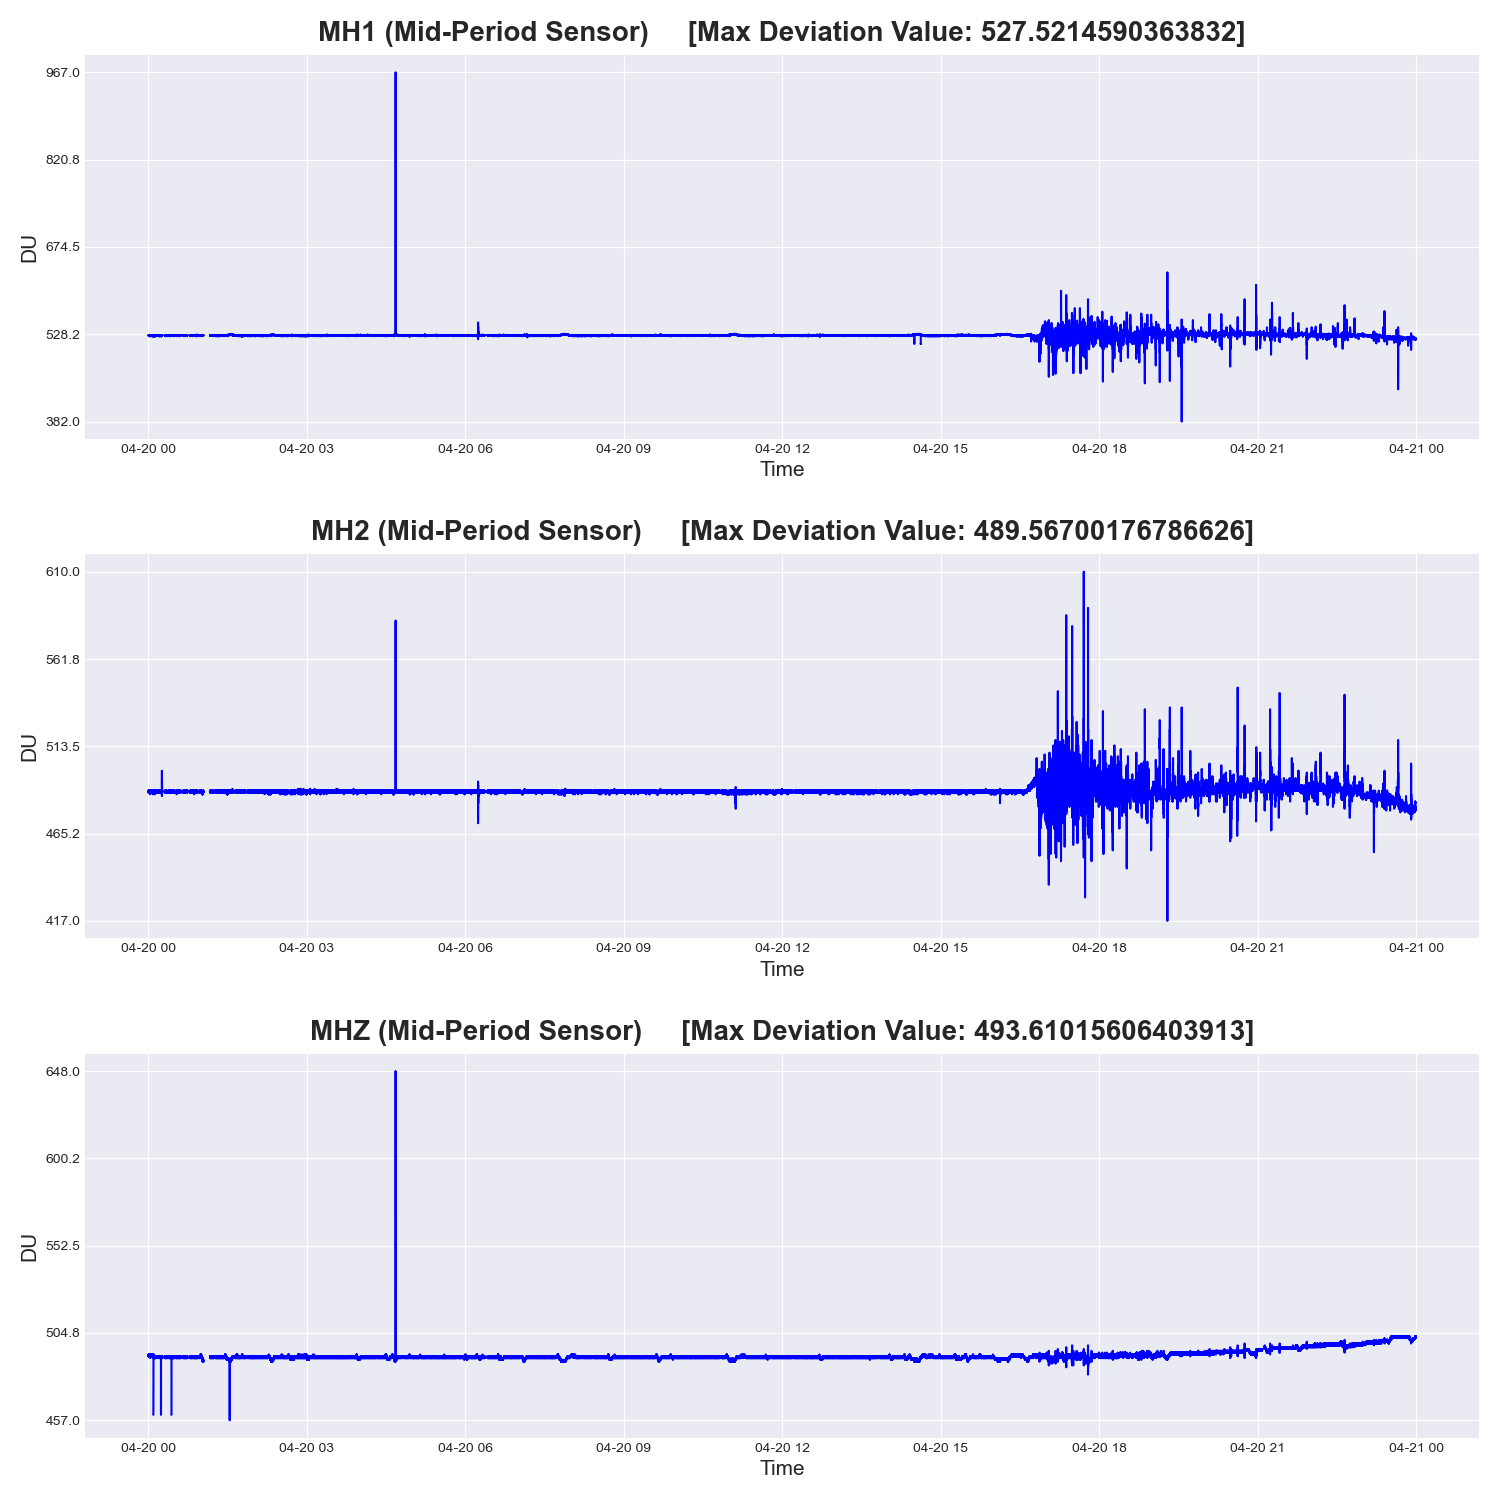 MH1 (Mid-Period Sensor) [Max Deviation Value: 527.5214590363832]
967.0
820.8
674.5
528.2
382.0
DU
04-20 00 04-20 03 04-20 06 04-20 09 04-20 12 04-20 15 04-20 18 04-20 21 04-21 00
Time
MH2 (Mid-Period Sensor) [Max Deviation Value: 489.56700176786626]
610.0
561.8
513.5
465.2
417.0
DU
04-20 00 04-20 03 04-20 06 04-20 09 04-20 12 04-20 15 04-20 18 04-20 21 04-21 00
Time
MHZ (Mid-Period Sensor) [Max Deviation Value: 493.61015606403913]
648.0
600.2
552.5
504.8
457.0
DU
04-20 00 04-20 03 04-20 06 04-20 09 04-20 12 04-20 15 04-20 18 04-20 21 04-21 00
Time